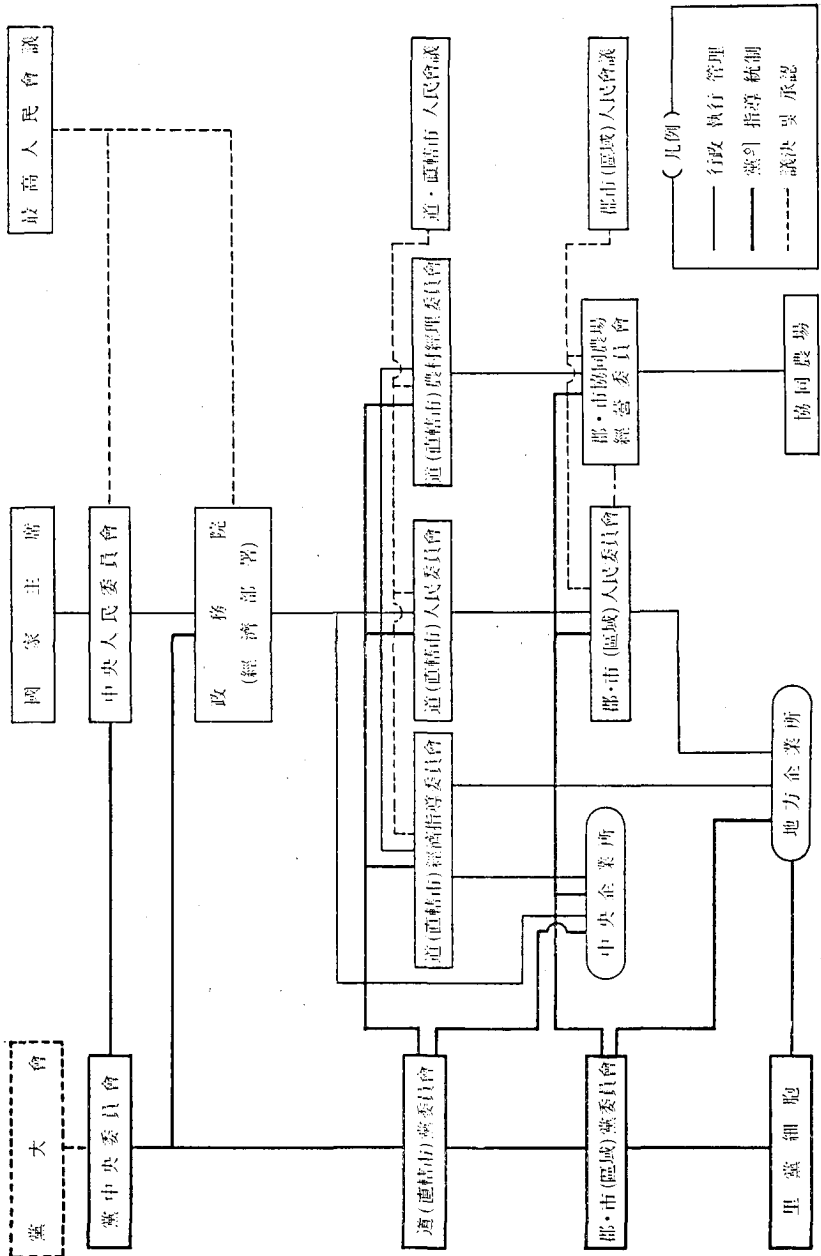 黨大會
國家主席
最高人民會議
黨中央委員會
中央人民委員會
政務院
(經濟部署)
道(直轄市)黨委員會
道(直轄市)經濟指導委員會
道(直轄市)人民委員會
道(直轄市)農村經理委員會
道·直轄市 人民會議
郡·市(區域)黨委員會
中央企業所
郡·市(區域)人民委員會
郡·市協同農場
經營委員會
郡市(區域)人民會議
里黨細胞
地方企業所
協同農場
(凡例)
行政 執行 管理
黨의 指導 統制
議決 및 承認